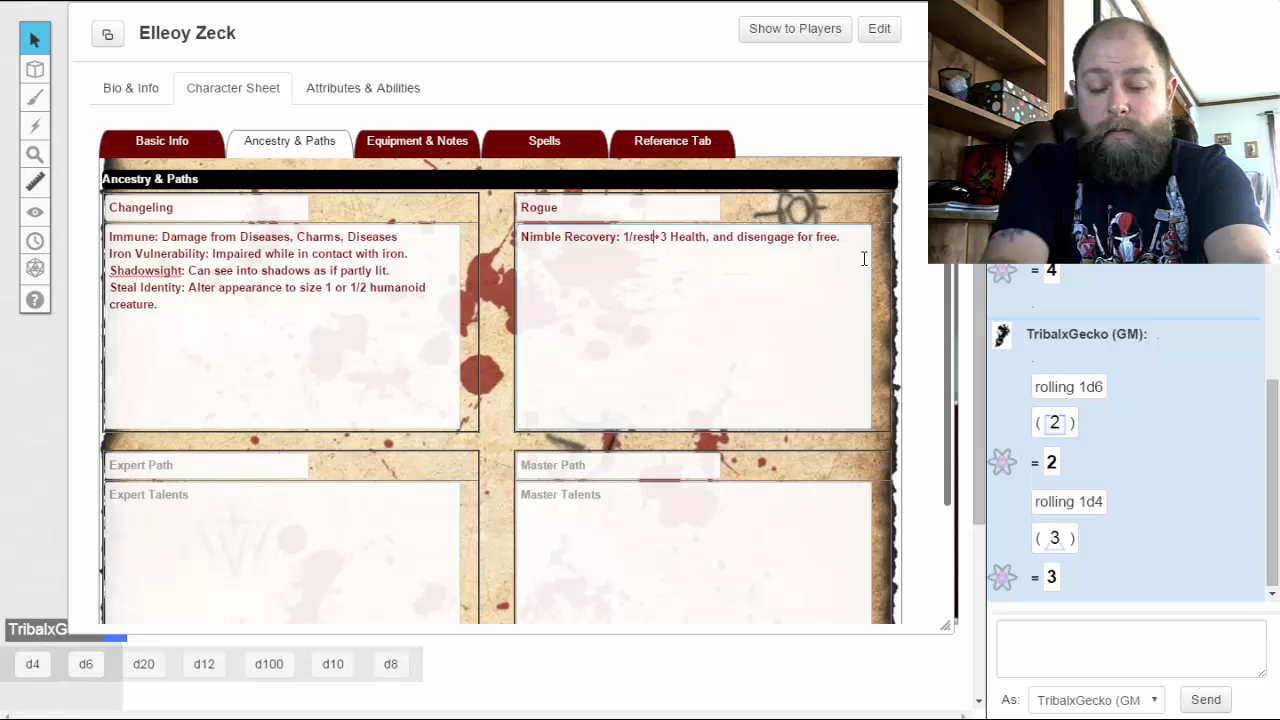 Elleoy Zeck
Show to Players
Edit
Bio & Info
Character Sheet
Attributes & Abilities
Basic Info
Ancestry & Paths
Equipment & Notes
Spells
Reference Tab
Ancestry & Paths
Changeling
Immune: Damage from Diseases, Charms, Diseases
Iron Vulnerability: Impaired while in contact with iron.
Shadowsight: Can see into shadows as if partly lit.
Steal Identity: Alter appearance to size 1 or 1/2 humanoid
creature.
Rogue
Nimble Recovery: 1/rest+3 Health, and disengage for free.
Expert Path
Expert Talents
Master Path
Master Talents
= 4
TribalxGecko (GM):
rolling 1d6
( 2 )
= 2
rolling 1d4
( 3 )
= 3
TribalxG
d4
d6
d20
d12
d100
d10
d8
As:
TribalxGecko (GM
Send